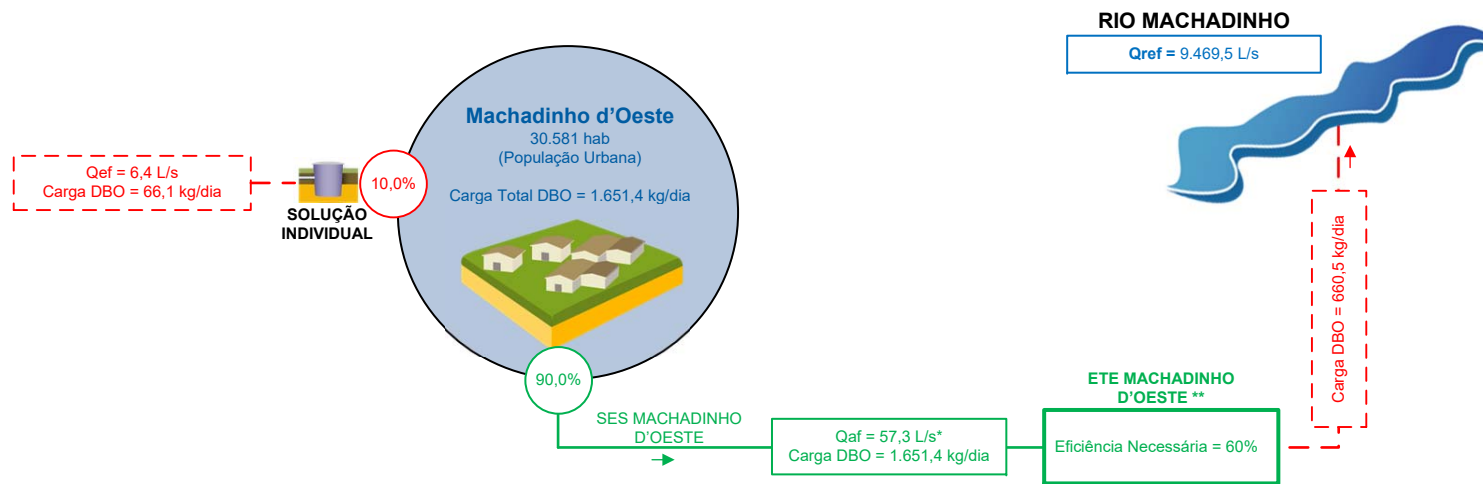 RIO MACHADINHO
Qref = 9.469,5 L/s
Machadinho d'Oeste
30.581 hab
(População Urbana)
Carga Total DBO = 1.651,4 kg/dia
Qef = 6,4 L/s
Carga DBO = 66,1 kg/dia
SOLUÇÃO
INDIVIDUAL
10,0%
90,0%
SES MACHADINHO
D'OESTE
Qaf = 57,3 L/s*
Carga DBO = 1.651,4 kg/dia
ETE MACHADINHO
D'OESTE **
Eficiência Necessária = 60%
Carga DBO = 660,5 kg/dia